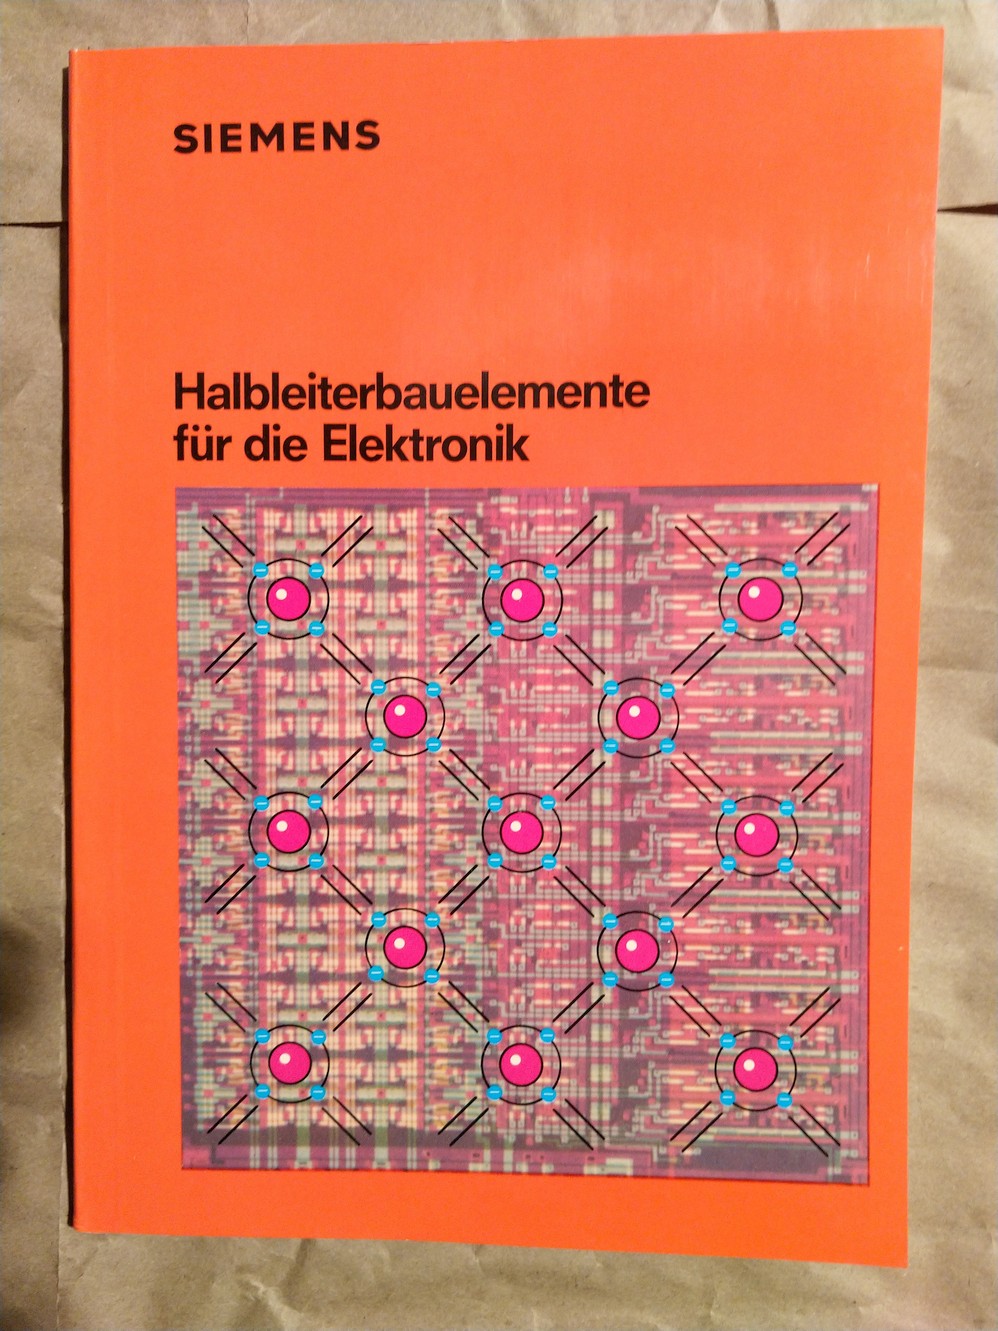 SIEMENS
Halbleiterbauelemente
für die Elektronik